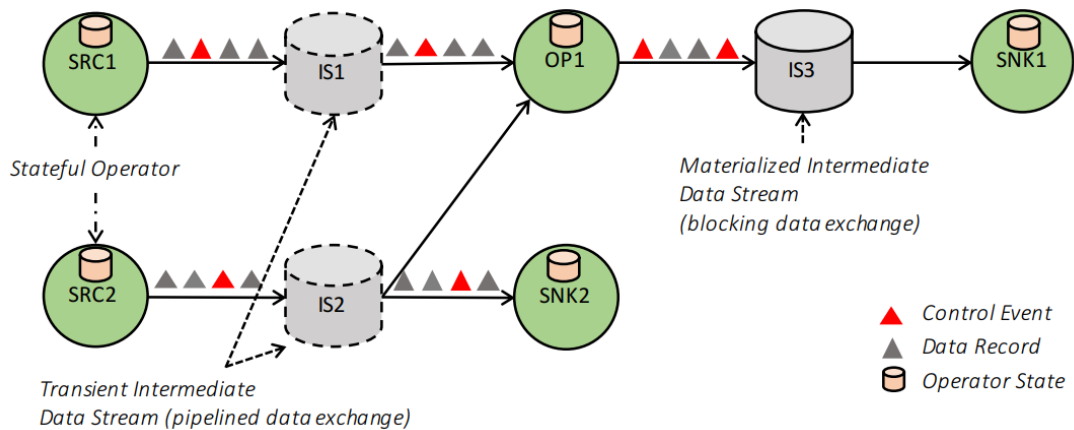 SRC1
IS1
OP1
IS3
SNK1
Stateful Operator
Materialized Intermediate
Data Stream
(blocking data exchange)
SRC2
IS2
SNK2
Control Event
Data Record
Operator State
Transient Intermediate
Data Stream (pipelined data exchange)